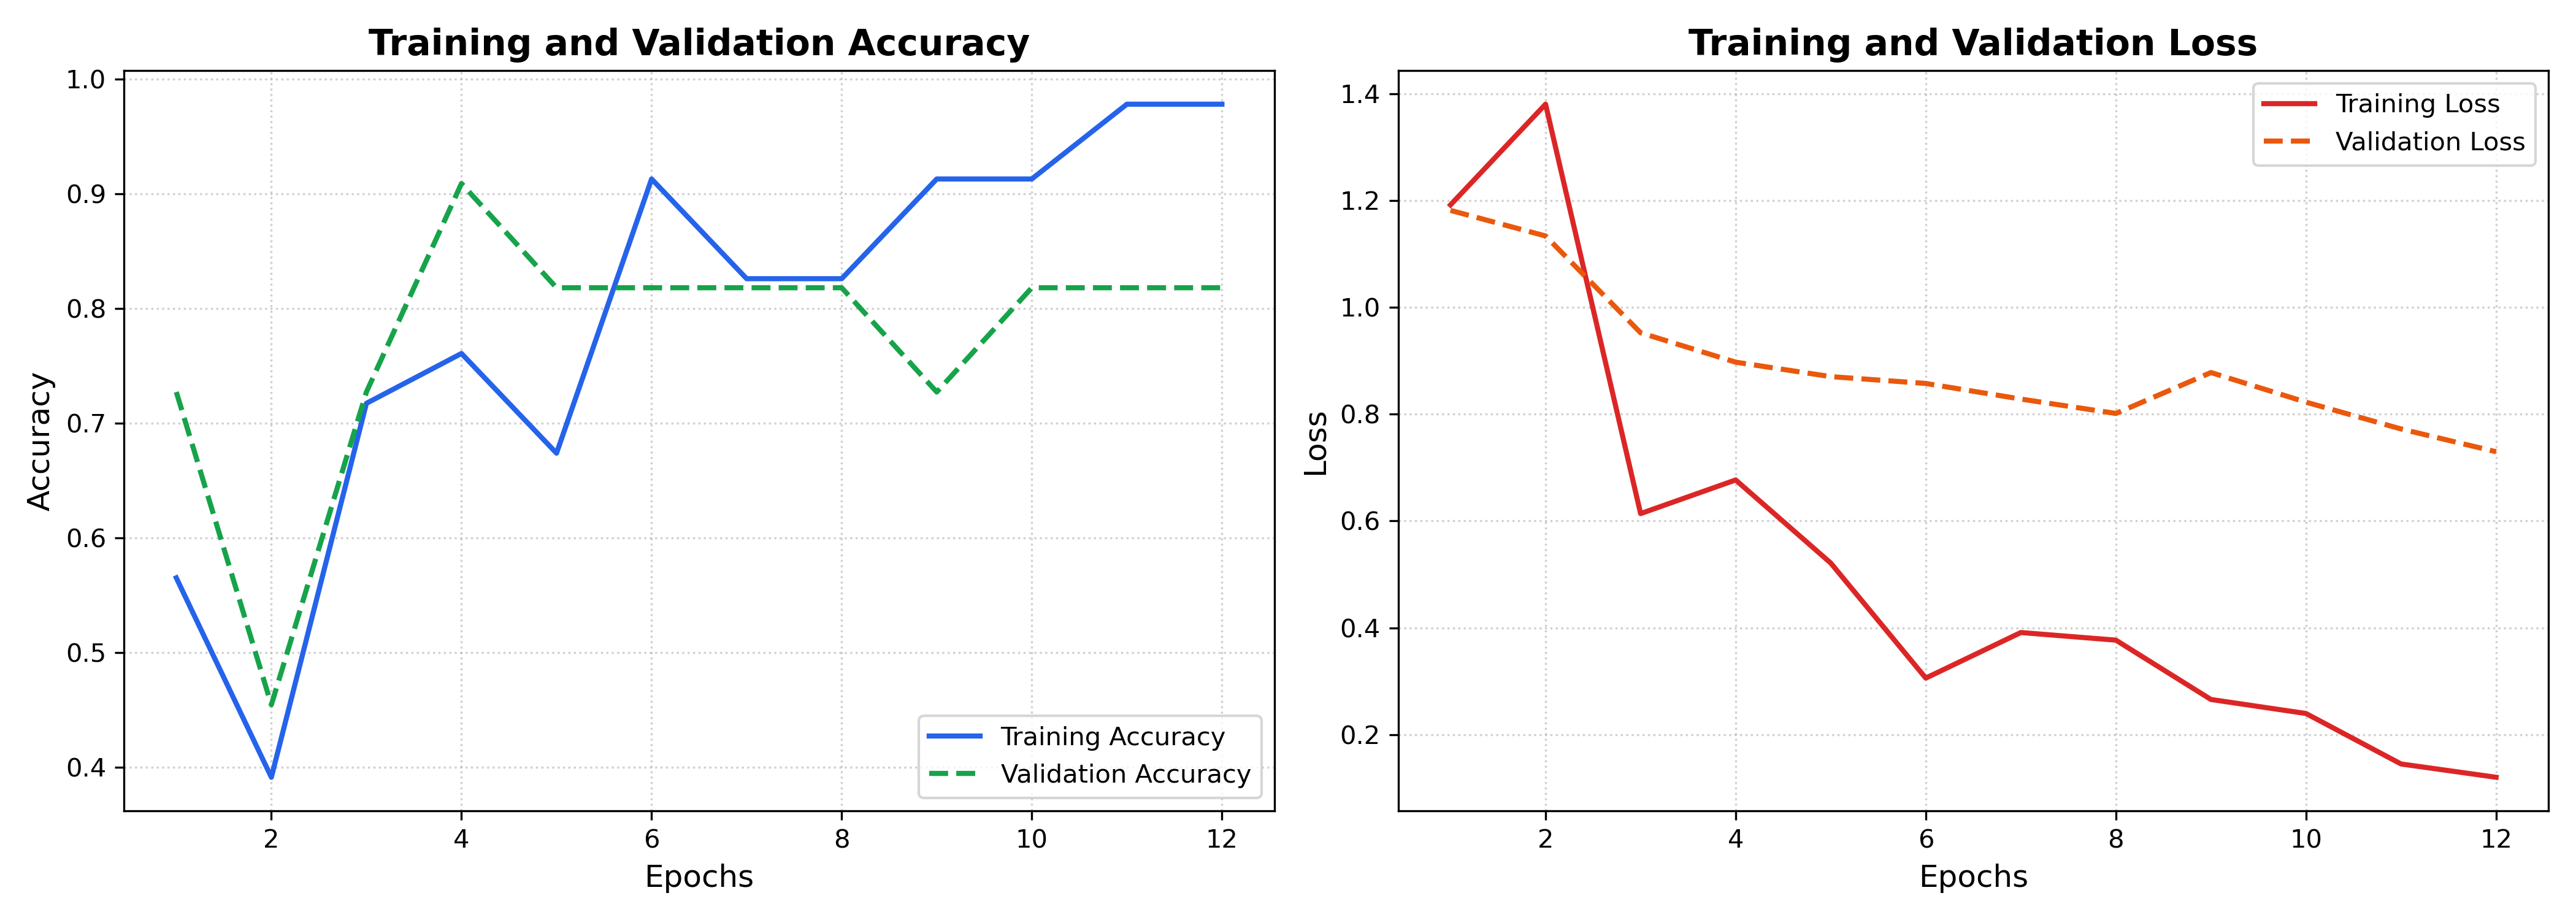 Training and Validation Accuracy
1.0
0.9
0.8
0.7
0.6
0.5
0.4
Accuracy
2 4 6 8 10 12
Epochs
Training Accuracy
Validation Accuracy
Training and Validation Loss
1.4
1.2
1.0
0.8
0.6
0.4
0.2
Loss
2 4 6 8 10 12
Epochs
Training Loss
Validation Loss